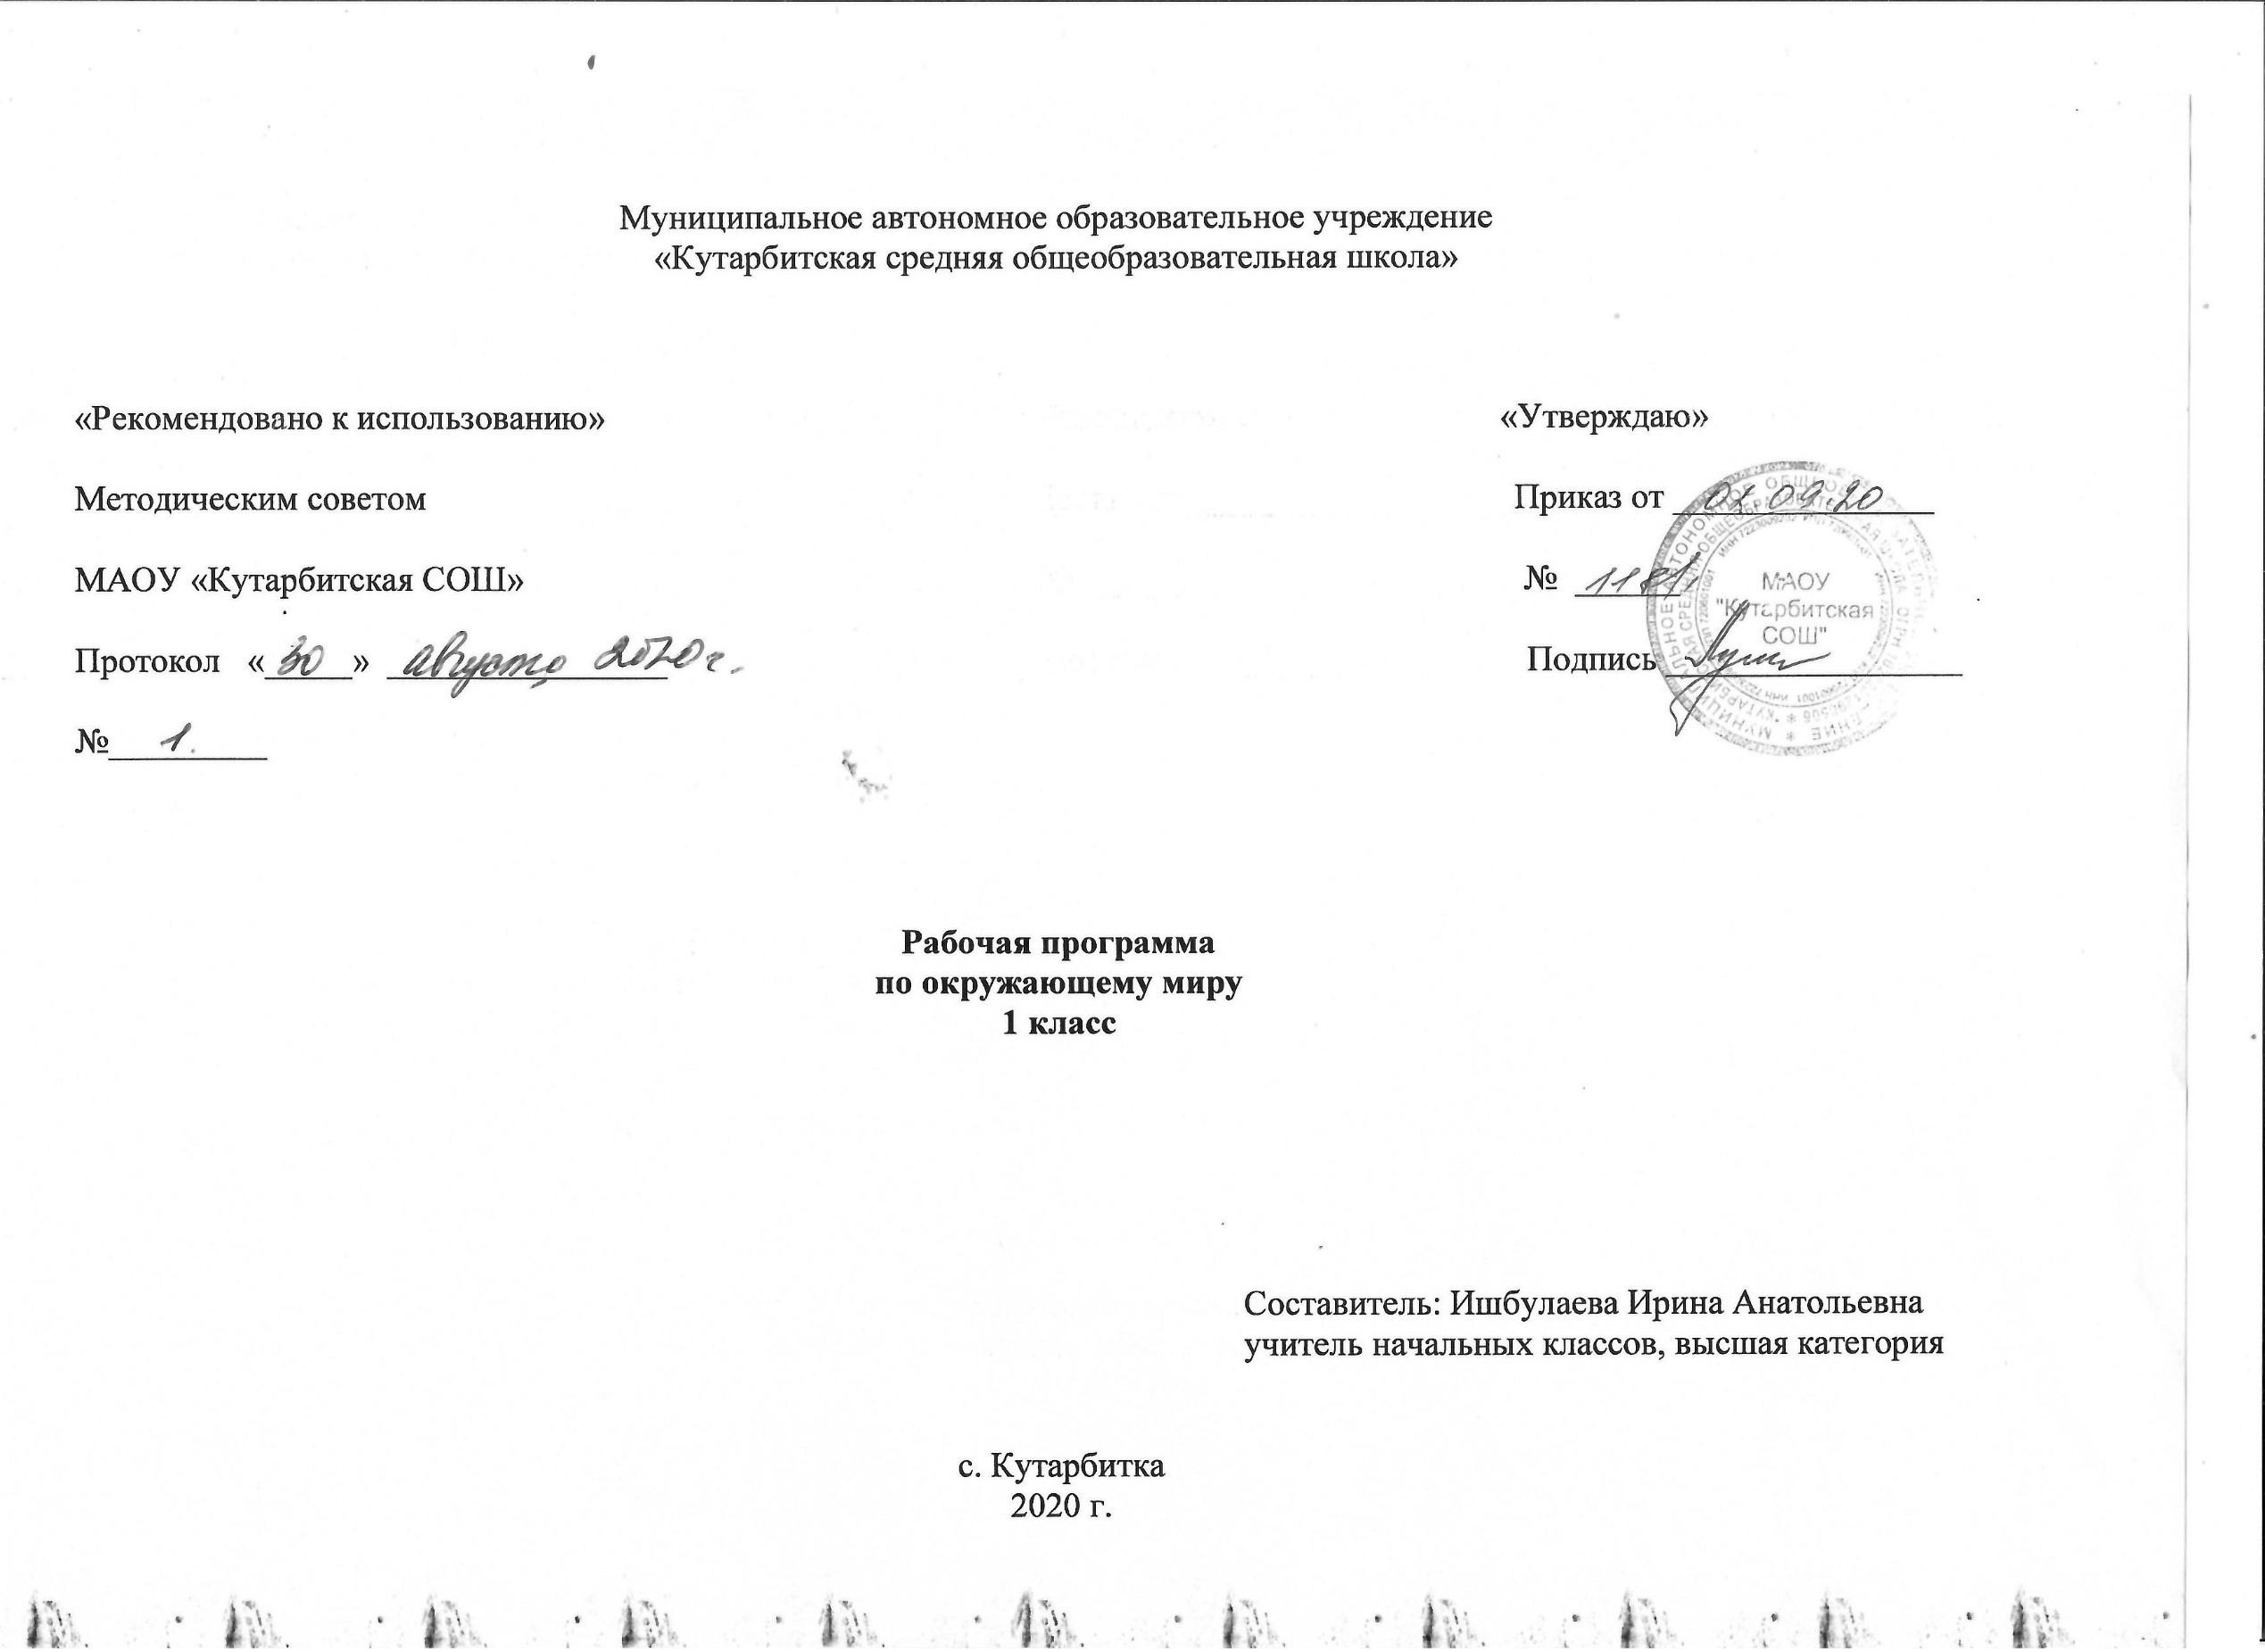 Муниципальное автономное образовательное учреждение
«Кутарбитская средняя общеобразовательная школа»
«Рекомендовано к использованию»
Методическим советом
МАОУ «Кутарбитская СОШ»
Протокол «30» августа 2020 г.
№ 1.
«Утверждаю»
Приказ от 01 09.20
№
Подпись
МАОУ
"Кутарбитская
СОШ"
Рабочая программа
по окружающему миру
1 класс
Составитель: Ишбулаева Ирина Анатольевна
учитель начальных классов, высшая категория
с. Кутарбитка
2020 г.